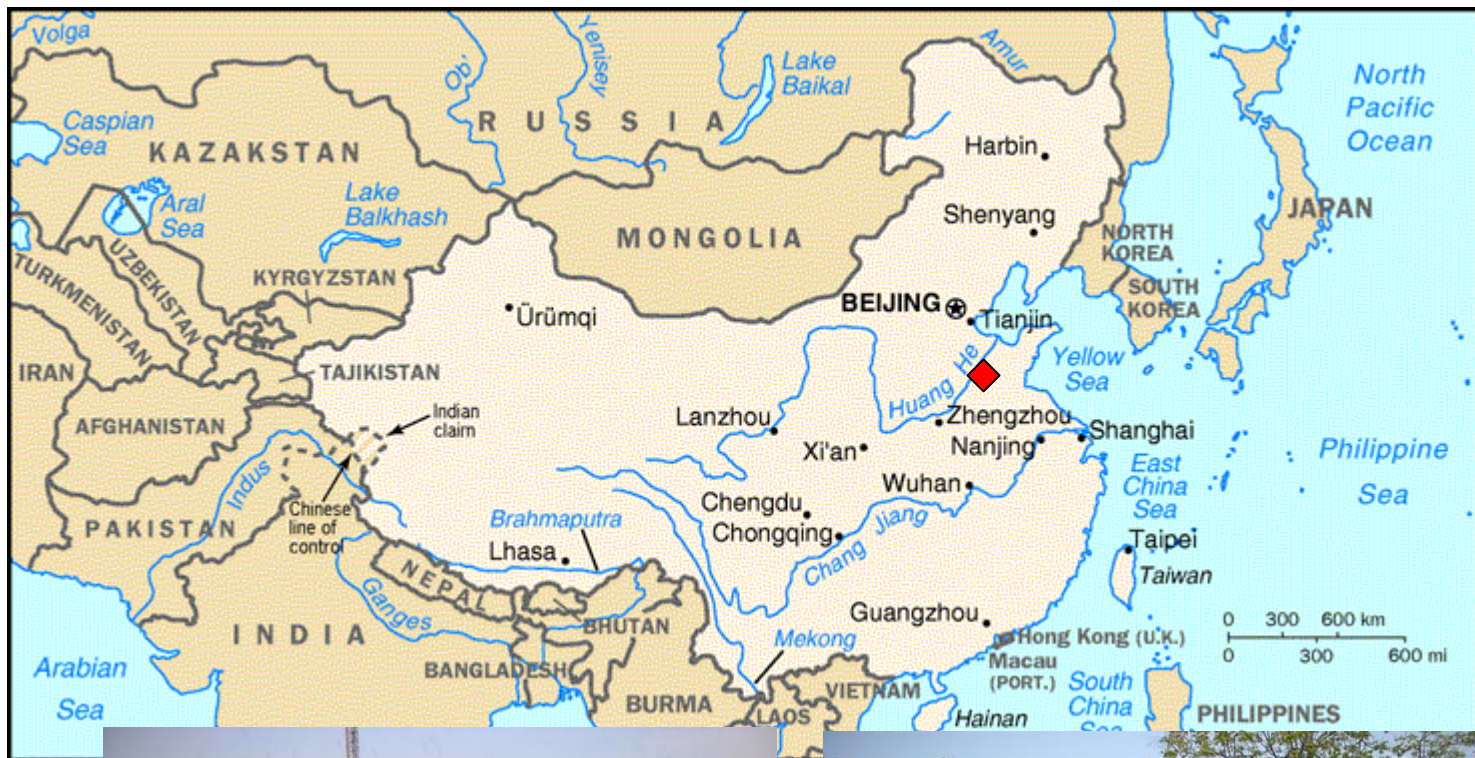 Volga
Ob'
Yenisey
Lake
Baikal
Amur
North
Pacific
Ocean
RUSSIA
Caspian
Sea
KAZAKSTAN
Harbin
Aral
Sea
Lake
Balkhash
Shenyang
JAPAN
MONGOLIA
NORTH
KOREA
UZBEKISTAN
TURKMENISTAN
KYRGYZSTAN
SOUTH
KOREA
BEIJING
Ürümqi
Tianjin
IRAN
TAJIKISTAN
Yellow
Sea
Huang He
AFGHANISTAN
Indian
claim
Lanzhou
Zhengzhou
Xi'an
Nanjing
Shanghai
Philippine
Sea
Indus
East
China
Sea
Wuhan
Chengdu
Chinese
line of
control
PAKISTAN
Brahmaputra
Chongqing
Chang Jiang
Lhasa
Taipei
Taiwan
NEPAL
Ganges
Guangzhou
0 300 600 km
0 300 600 mi
INDIA
BHUTAN
Mekong
Hong Kong (U.K.)
Macau
(PORT.)
Arabian
Sea
BANGLADESH
BURMA
VIETNAM
LAOS
South
China
Sea
Hainan
PHILIPPINES